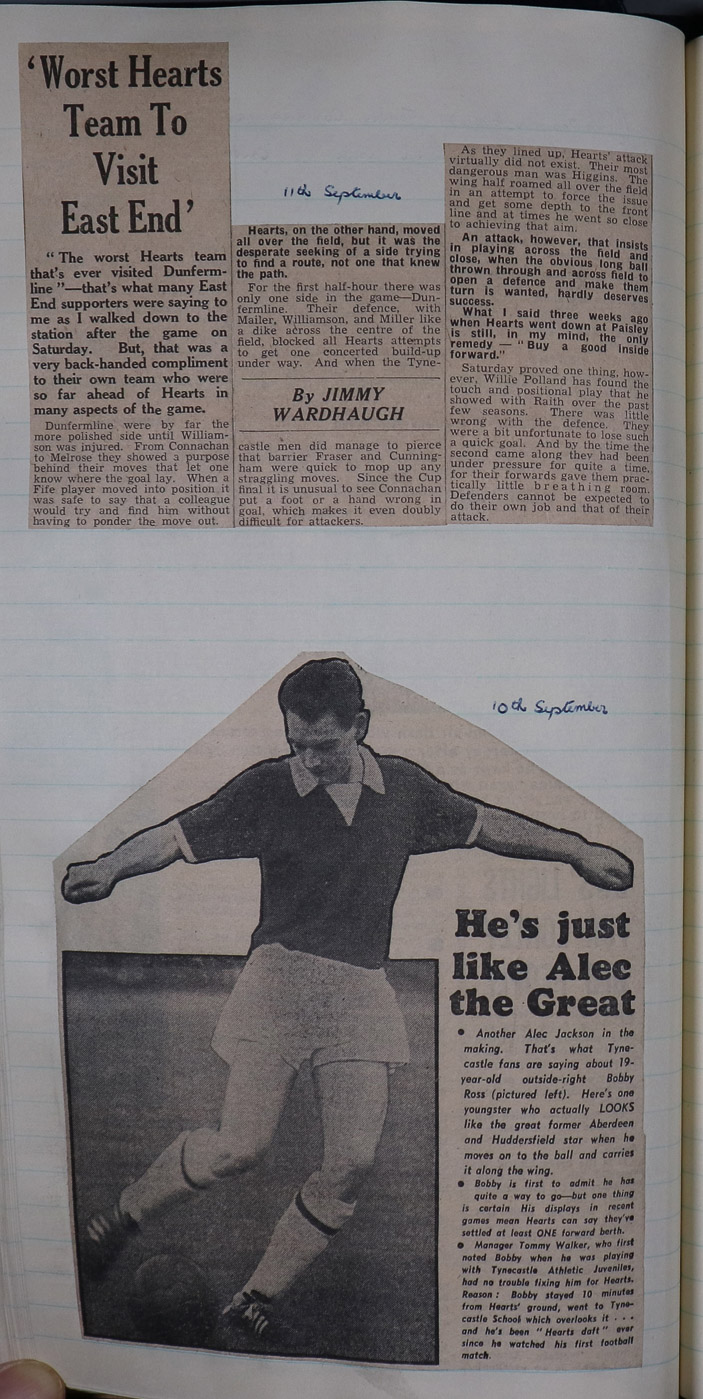 'Worst Hearts
Team To
Visit
East End'
" The worst Hearts team
that's ever visited Dunferm-
line "—that's what many East
End supporters were saying to
me as I walked down to the
station after the game on
Saturday. But, that was a
very back-handed compliment
to their own team who were
so far ahead of Hearts in
many aspects of the game.
Dunfermline were by far the
more polished side until William-
son was injured. From Connachan
to Melrose they showed a purpose
behind their moves that let one
know where the goal lay. When a
Fife player moved into position it
was safe to say that a colleague
would try and find him without
having to ponder the move out.
11th September
Hearts, on the other hand, moved
all over the field, but it was the
desperate seeking of a side trying
to find a route, not one that knew
the path.
For the first half-hour there was
only one side in the game—Dun-
fermline. Their defence, with
Mailer, Williamson, and Miller like
a dike across the centre of the
field, blocked all Hearts attempts
to get one concerted build-up
under way. And when the Tyne-
By JIMMY
WARDHAUGH
castle men did manage to pierce
that barrier Fraser and Cunning-
ham were quick to mop up any
straggling moves. Since the Cup
final it is unusual to see Connachan
put a foot or a hand wrong in
goal, which makes it even doubly
difficult for attackers.
As they lined up, Hearts' attack
virtually did not exist. Their most
dangerous man was Higgins. The
wing half roamed all over the field
in an attempt to force the issue
and get some depth to the front
line and at times he went so close
to achieving that aim.
An attack, however, that insists
in playing across the field and
close, when the obvious long ball
thrown through and across field to
open a defence and make them
turn is wanted, hardly deserves
success.
What I said three weeks ago
when Hearts went down at Paisley
is still, in my mind, the only
remedy — " Buy a good inside
forward."
Saturday proved one thing, how-
ever, Willie Polland has found the
touch and positional play that he
showed with Raith over the past
few seasons. There was little
wrong with the defence. They
were a bit unfortunate to lose such
a quick goal. And by the time the
second came along they had been
under pressure for quite a time,
for their forwards gave them prac-
tically little breathing room.
Defenders cannot be expected to
do their own job and that of their
attack.
10th September
He's just
like Alec
the Great
● Another Alec Jackson in the
making. That's what Tyne-
castle fans are saying about 19-
year-old outside-right Bobby
Ross (pictured left). Here's one
youngster who actually LOOKS
like the great former Aberdeen
and Huddersfield star when he
moves on to the ball and carries
it along the wing.
● Bobby is first to admit he has
quite a way to go—but one thing
is certain His displays in recent
games mean Hearts can say they've
settled at least ONE forward berth.
● Manager Tommy Walker, who first
noted Bobby when he was playing
with Tynecastle Athletic Juveniles,
had no trouble fixing him for Hearts.
Reason : Bobby stayed 10 minutes
from Hearts' ground, went to Tyne-
castle School which overlooks it . . .
and he's been " Hearts daft " ever
since he watched his first football
match.